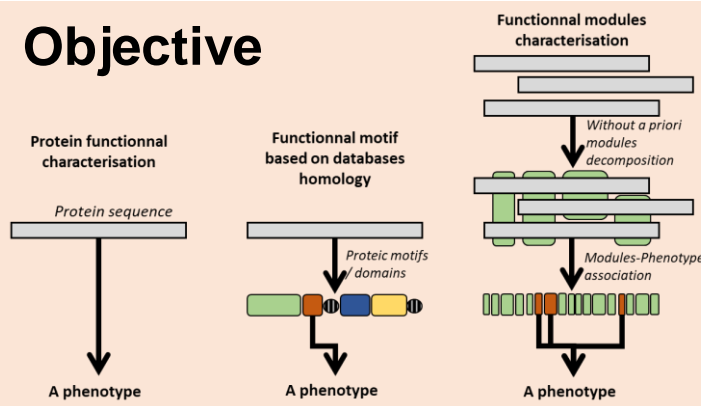 Objective
Protein functionnal
characterisation
Protein sequence
A phenotype
Functionnal motif
based on databases
homology
Proteic motifs
/ domains
A phenotype
Functionnal modules
characterisation
Without a priori
modules
decomposition
Modules-Phenotype
association
A phenotype